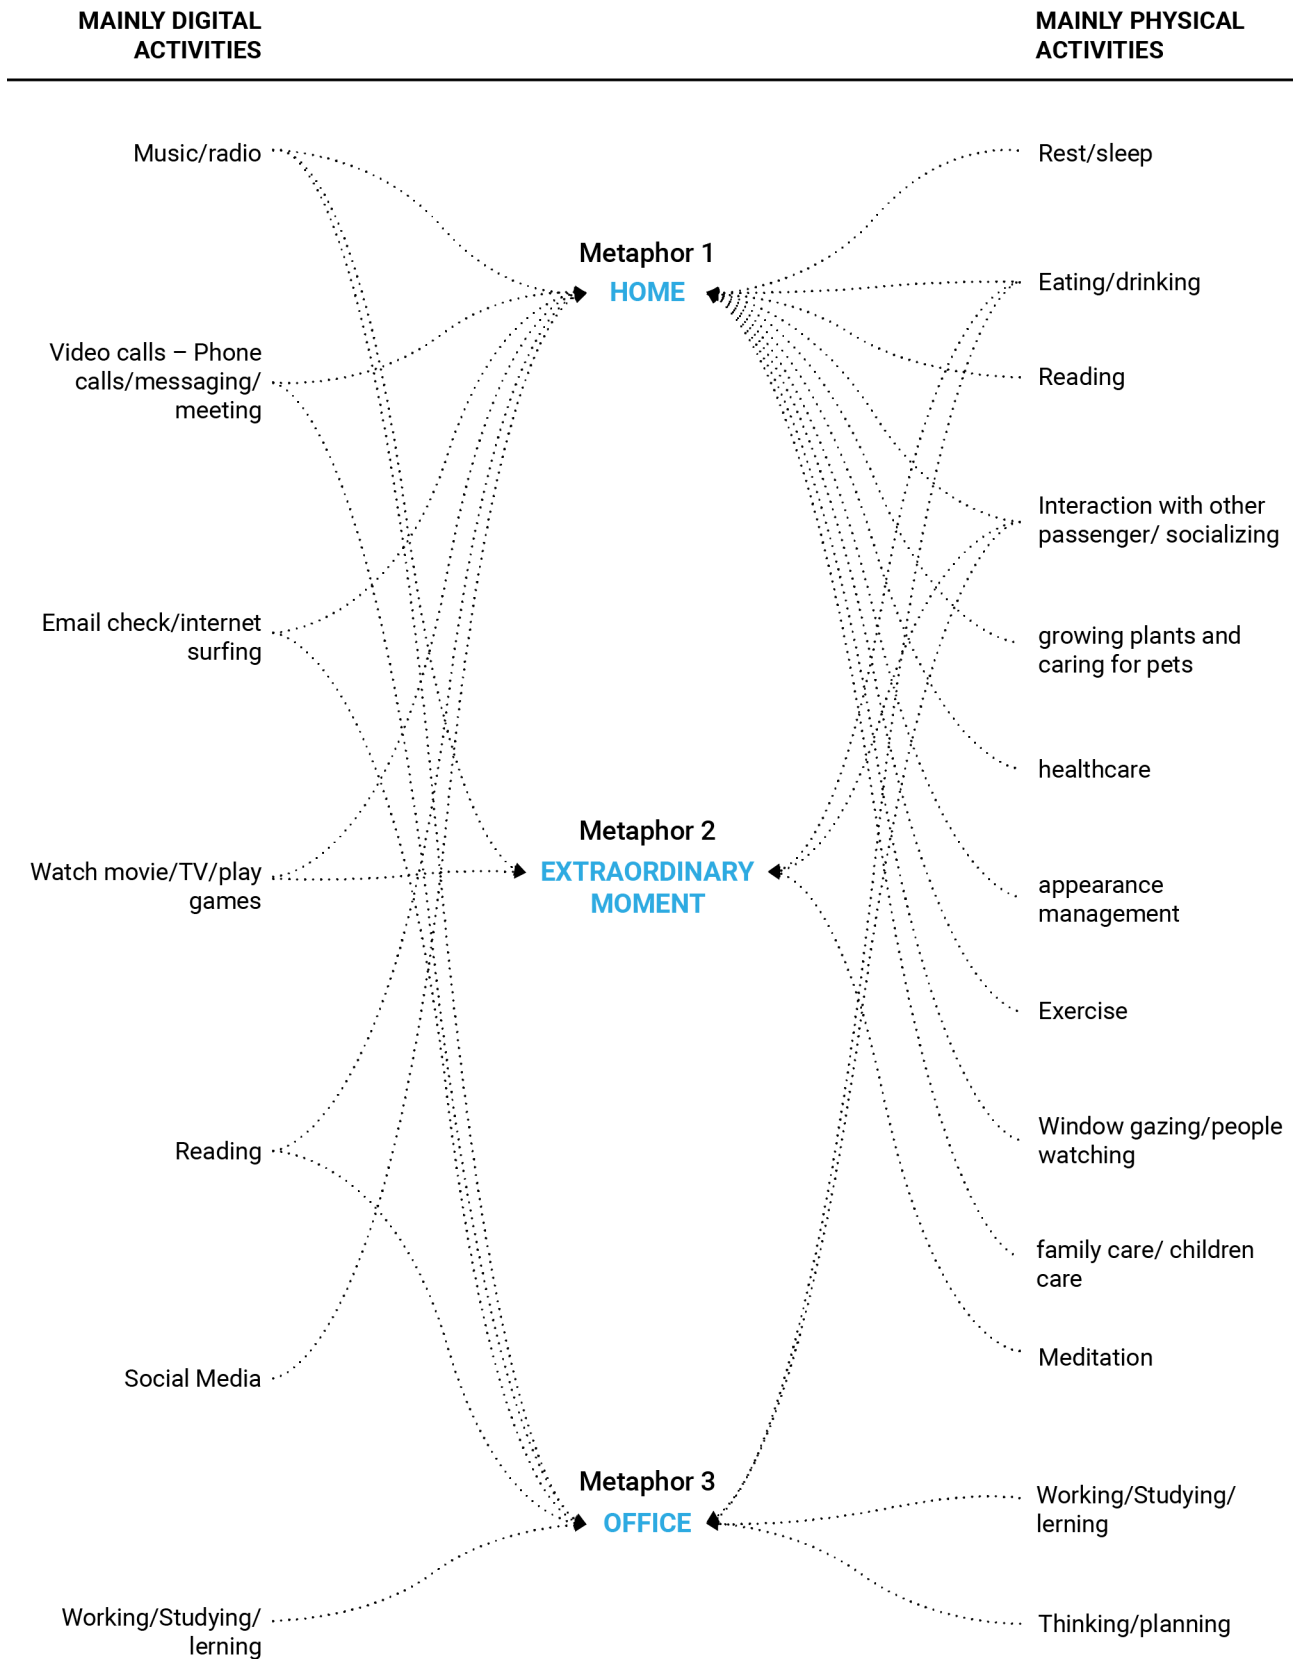 MAINLY DIGITAL
ACTIVITIES
MAINLY PHYSICAL
ACTIVITIES
Music/radio
Video calls – Phone
calls/messaging/
meeting
Email check/internet
surfing
Watch movie/TV/play
games
Reading
Social Media
Working/Studying/
lerning
Metaphor 1
HOME
Metaphor 2
EXTRAORDINARY
MOMENT
Metaphor 3
OFFICE
Rest/sleep
Eating/drinking
Reading
Interaction with other
passenger/ socializing
growing plants and
caring for pets
healthcare
appearance
management
Exercise
Window gazing/people
watching
family care/ children
care
Meditation
Working/Studying/
lerning
Thinking/planning